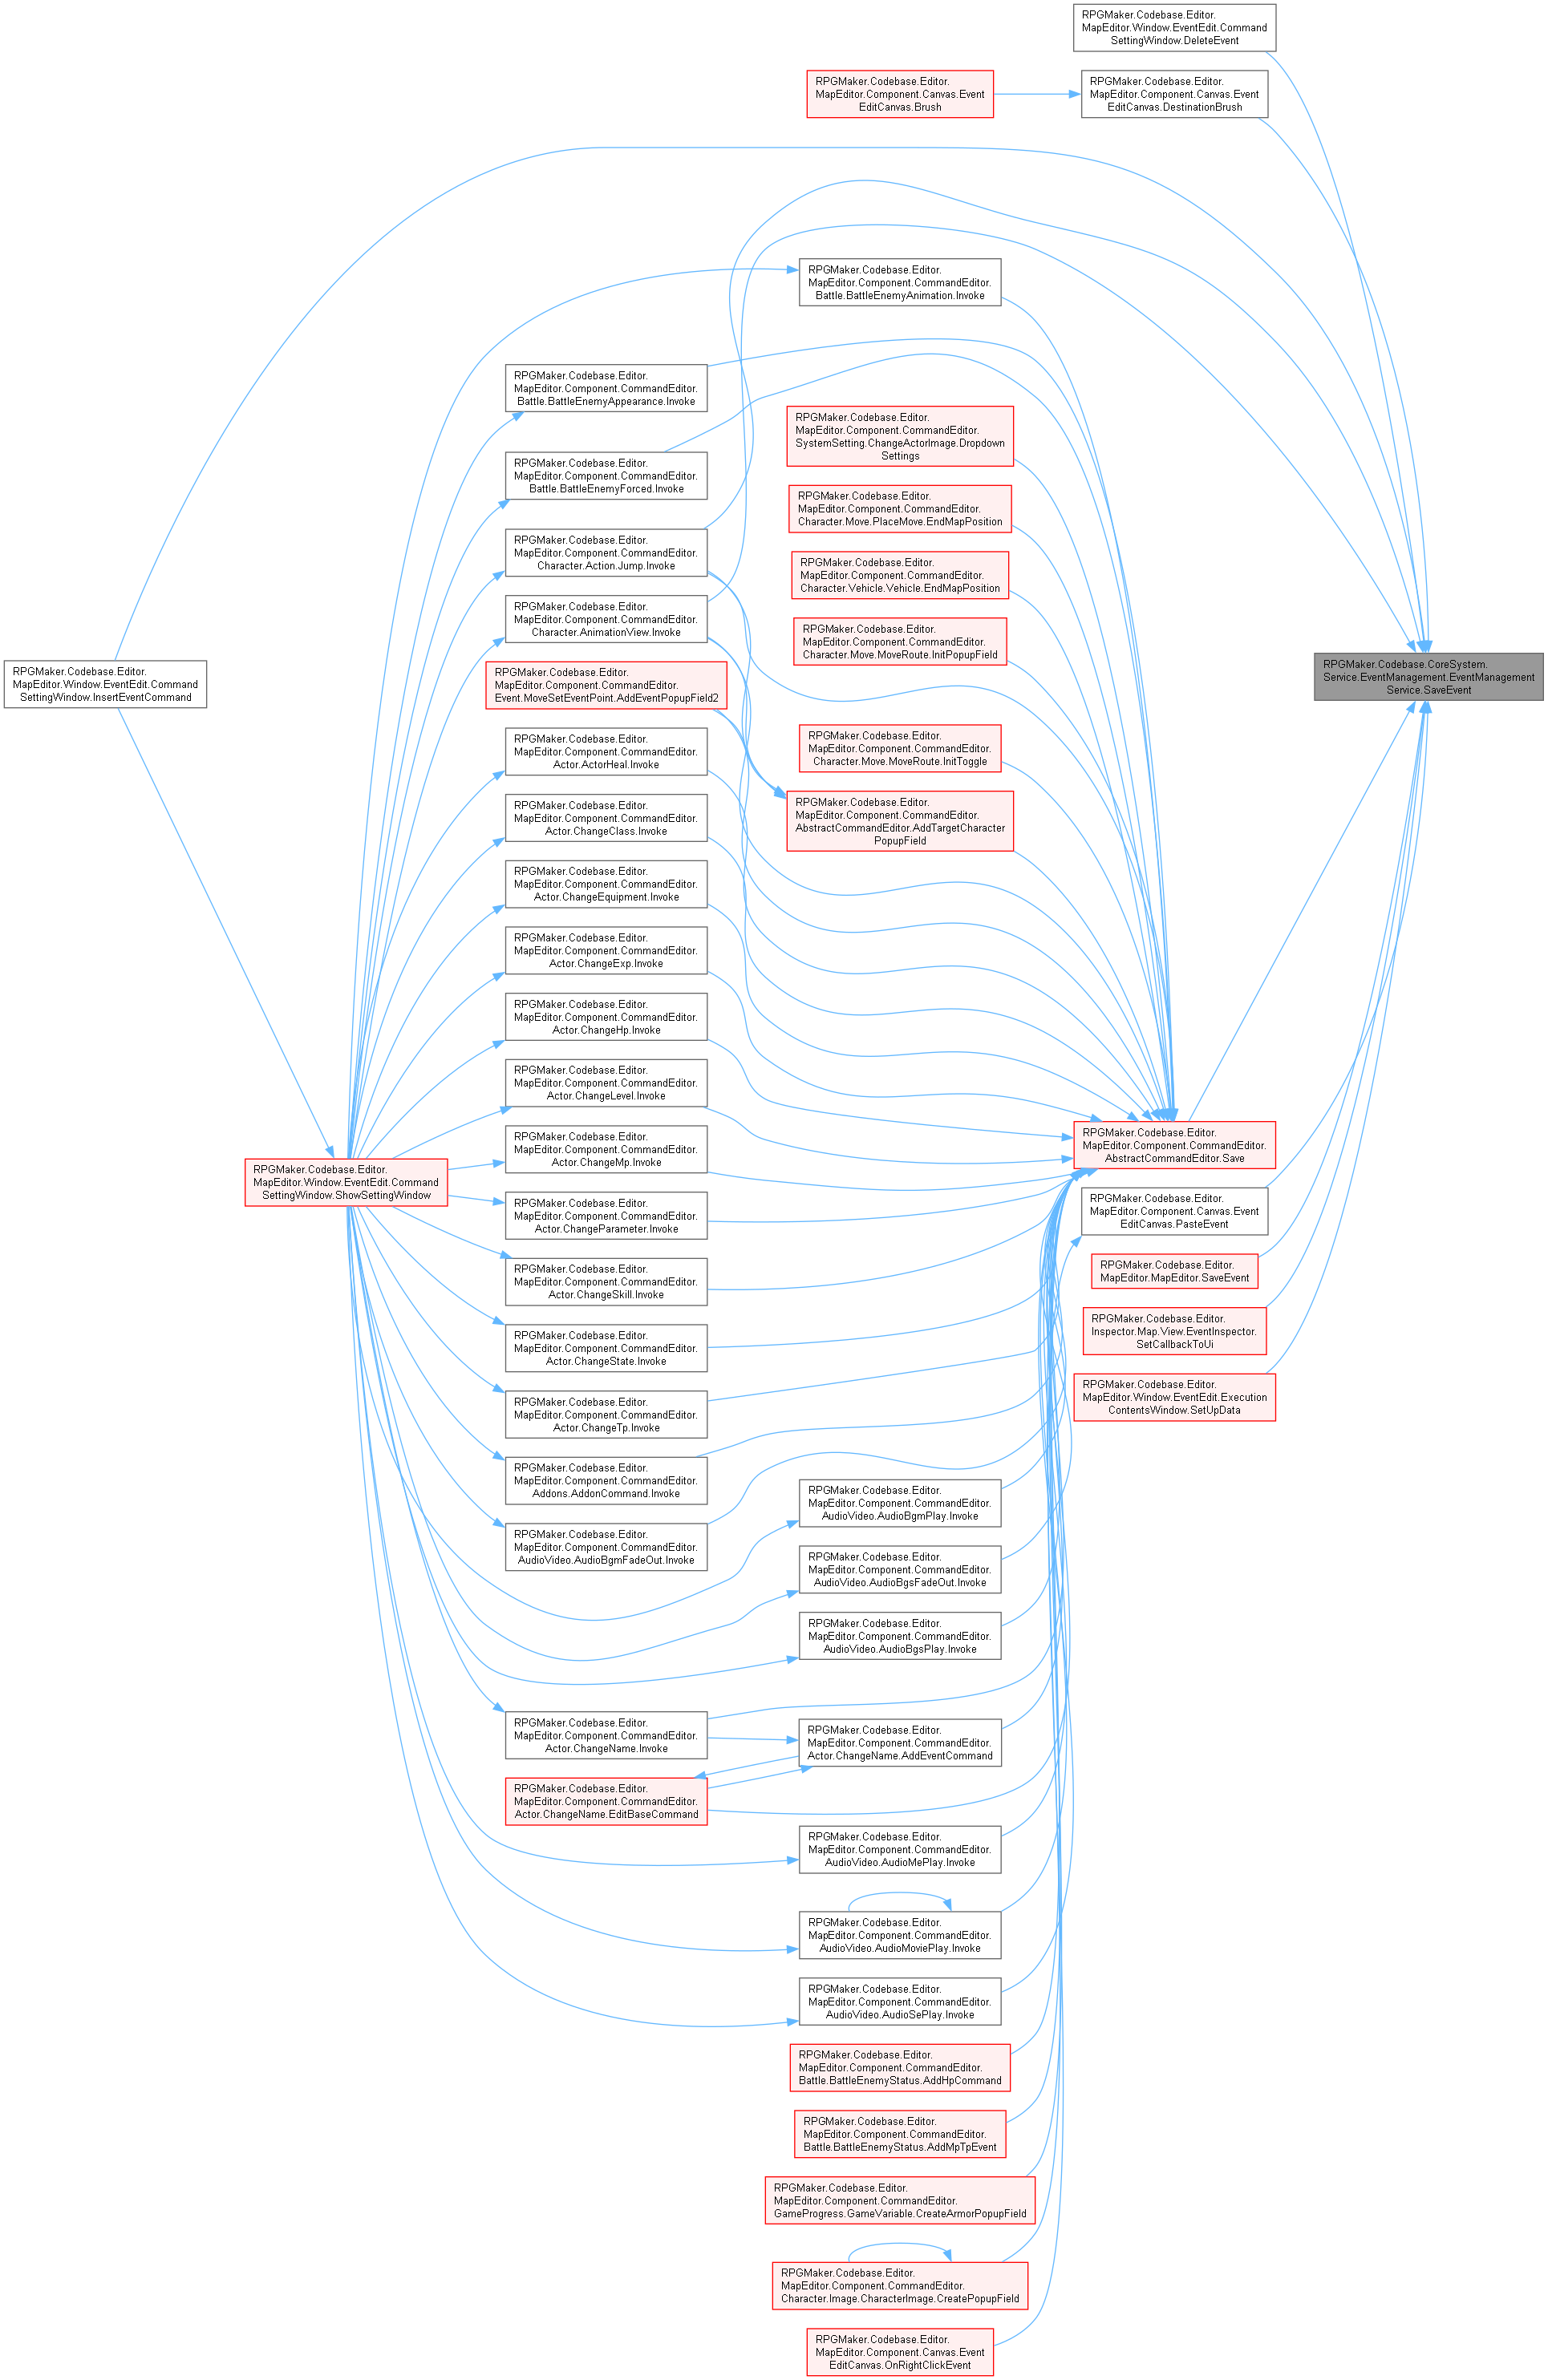 RPGMaker.Codebase.Editor.
MapEditor.Window.EventEdit.Command
SettingWindow.DeleteEvent
RPGMaker.Codebase.Editor.
MapEditor.Component.Canvas.Event
EditCanvas.Brush
RPGMaker.Codebase.Editor.
MapEditor.Component.Canvas.Event
EditCanvas.DestinationBrush
RPGMaker.Codebase.Editor.
MapEditor.Component.CommandEditor.
Battle.BattleEnemyAnimation.Invoke
RPGMaker.Codebase.Editor.
MapEditor.Component.CommandEditor.
Battle.BattleEnemyAppearance.Invoke
RPGMaker.Codebase.Editor.
MapEditor.Component.CommandEditor.
SystemSetting.ChangeActorImage.Dropdown
Settings
RPGMaker.Codebase.Editor.
MapEditor.Component.CommandEditor.
Battle.BattleEnemyForced.Invoke
RPGMaker.Codebase.Editor.
MapEditor.Component.CommandEditor.
Character.Move.PlaceMove.EndMapPosition
RPGMaker.Codebase.Editor.
MapEditor.Component.CommandEditor.
Character.Action.Jump.Invoke
RPGMaker.Codebase.Editor.
MapEditor.Component.CommandEditor.
Character.Vehicle.Vehicle.EndMapPosition
RPGMaker.Codebase.Editor.
MapEditor.Component.CommandEditor.
Character.AnimationView.Invoke
RPGMaker.Codebase.Editor.
MapEditor.Component.CommandEditor.
Character.Move.MoveRoute.InitPopupField
RPGMaker.Codebase.Editor.
MapEditor.Window.EventEdit.Command
SettingWindow.InsertEventCommand
RPGMaker.Codebase.Editor.
MapEditor.Component.CommandEditor.
Event.MoveSetEventPoint.AddEventPopupField2
RPGMaker.Codebase.CoreSystem.
Service.EventManagement.EventManagement
Service.SaveEvent
RPGMaker.Codebase.Editor.
MapEditor.Component.CommandEditor.
Actor.ActorHeal.Invoke
RPGMaker.Codebase.Editor.
MapEditor.Component.CommandEditor.
Character.Move.MoveRoute.InitToggle
RPGMaker.Codebase.Editor.
MapEditor.Component.CommandEditor.
Actor.ChangeClass.Invoke
RPGMaker.Codebase.Editor.
MapEditor.Component.CommandEditor.
AbstractCommandEditor.AddTargetCharacter
PopupField
RPGMaker.Codebase.Editor.
MapEditor.Component.CommandEditor.
Actor.ChangeEquipment.Invoke
RPGMaker.Codebase.Editor.
MapEditor.Component.CommandEditor.
Actor.ChangeExp.Invoke
RPGMaker.Codebase.Editor.
MapEditor.Component.CommandEditor.
Actor.ChangeHp.Invoke
RPGMaker.Codebase.Editor.
MapEditor.Component.CommandEditor.
Actor.ChangeLevel.Invoke
RPGMaker.Codebase.Editor.
MapEditor.Component.CommandEditor.
Actor.ChangeMp.Invoke
RPGMaker.Codebase.Editor.
MapEditor.Component.CommandEditor.
AbstractCommandEditor.Save
RPGMaker.Codebase.Editor.
MapEditor.Window.EventEdit.Command
SettingWindow.ShowSettingWindow
RPGMaker.Codebase.Editor.
MapEditor.Component.CommandEditor.
Actor.ChangeParameter.Invoke
RPGMaker.Codebase.Editor.
MapEditor.Component.Canvas.Event
EditCanvas.PasteEvent
RPGMaker.Codebase.Editor.
MapEditor.Component.CommandEditor.
Actor.ChangeSkill.Invoke
RPGMaker.Codebase.Editor.
MapEditor.MapEditor.SaveEvent
RPGMaker.Codebase.Editor.
MapEditor.Component.CommandEditor.
Actor.ChangeState.Invoke
RPGMaker.Codebase.Editor.
Inspector.Map.View.EventInspector.
SetCallbackToUi
RPGMaker.Codebase.Editor.
MapEditor.Component.CommandEditor.
Actor.ChangeTp.Invoke
RPGMaker.Codebase.Editor.
MapEditor.Window.EventEdit.Execution
ContentsWindow.SetUpData
RPGMaker.Codebase.Editor.
MapEditor.Component.CommandEditor.
Addons.AddonCommand.Invoke
RPGMaker.Codebase.Editor.
MapEditor.Component.CommandEditor.
AudioVideo.AudioBgmPlay.Invoke
RPGMaker.Codebase.Editor.
MapEditor.Component.CommandEditor.
AudioVideo.AudioBgmFadeOut.Invoke
RPGMaker.Codebase.Editor.
MapEditor.Component.CommandEditor.
AudioVideo.AudioBgsFadeOut.Invoke
RPGMaker.Codebase.Editor.
MapEditor.Component.CommandEditor.
AudioVideo.AudioBgsPlay.Invoke
RPGMaker.Codebase.Editor.
MapEditor.Component.CommandEditor.
Actor.ChangeName.Invoke
RPGMaker.Codebase.Editor.
MapEditor.Component.CommandEditor.
Actor.ChangeName.AddEventCommand
RPGMaker.Codebase.Editor.
MapEditor.Component.CommandEditor.
Actor.ChangeName.EditBaseCommand
RPGMaker.Codebase.Editor.
MapEditor.Component.CommandEditor.
AudioVideo.AudioMePlay.Invoke
RPGMaker.Codebase.Editor.
MapEditor.Component.CommandEditor.
AudioVideo.AudioMoviePlay.Invoke
RPGMaker.Codebase.Editor.
MapEditor.Component.CommandEditor.
AudioVideo.AudioSePlay.Invoke
RPGMaker.Codebase.Editor.
MapEditor.Component.CommandEditor.
Battle.BattleEnemyStatus.AddHpCommand
RPGMaker.Codebase.Editor.
MapEditor.Component.CommandEditor.
Battle.BattleEnemyStatus.AddMpTpEvent
RPGMaker.Codebase.Editor.
MapEditor.Component.CommandEditor.
GameProgress.GameVariable.CreateArmorPopupField
RPGMaker.Codebase.Editor.
MapEditor.Component.CommandEditor.
Character.Image.CharacterImage.CreatePopupField
RPGMaker.Codebase.Editor.
MapEditor.Component.Canvas.Event
EditCanvas.OnRightClickEvent